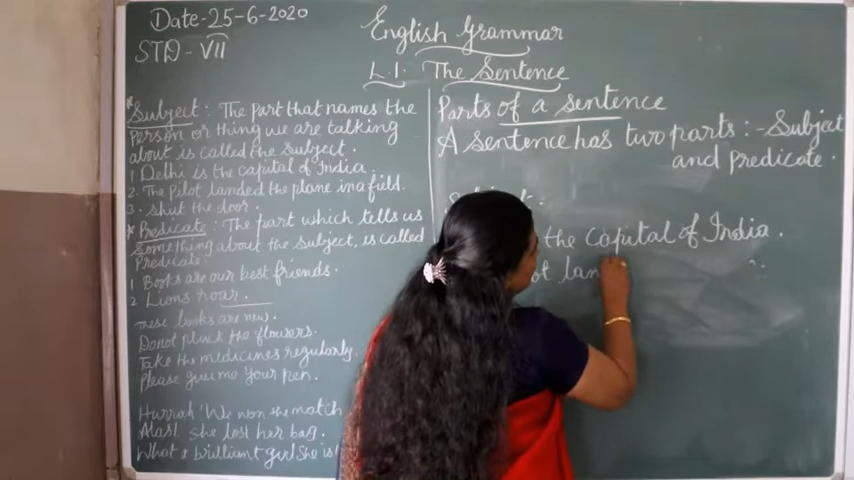 Date-25-6-2020
STD - VII
English Grammar
L.1. The Sentence
* Subject: The Part that names the
Person or thing we are talking
about is called the Subject.
1 Delhi is the capital of India.
2. The Pilot landed the plane in a field.
3. shut the door.
* Predicate: The part which tells us
something about the Subject, is called
Predicate.
1 Books are our best friends.
2 Lions roar.
These books are new.
Do not pluck the flowers.
Take the medicines regularly.
Please give me your pen.
Hurrah! We won the match
Alas! she lost her bag.
What a brilliant girl She is!
Parts of a Sentence
A Sentence has two parts:- Subject
and predicate.
the capital of India.
lan